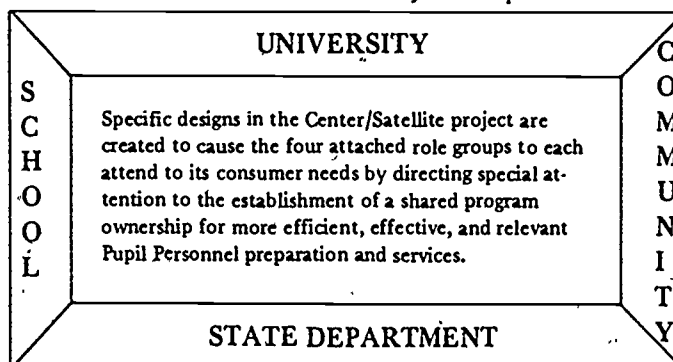 UNIVERSITY
SCHOOL
Specific designs in the Center/Satellite project are
created to cause the four attached role groups to each
attend to its consumer needs by directing special at-
tention to the establishment of a shared program
ownership for more efficient, effective, and relevant
Pupil Personnel preparation and services.
COMMUNITY
STATE DEPARTMENT